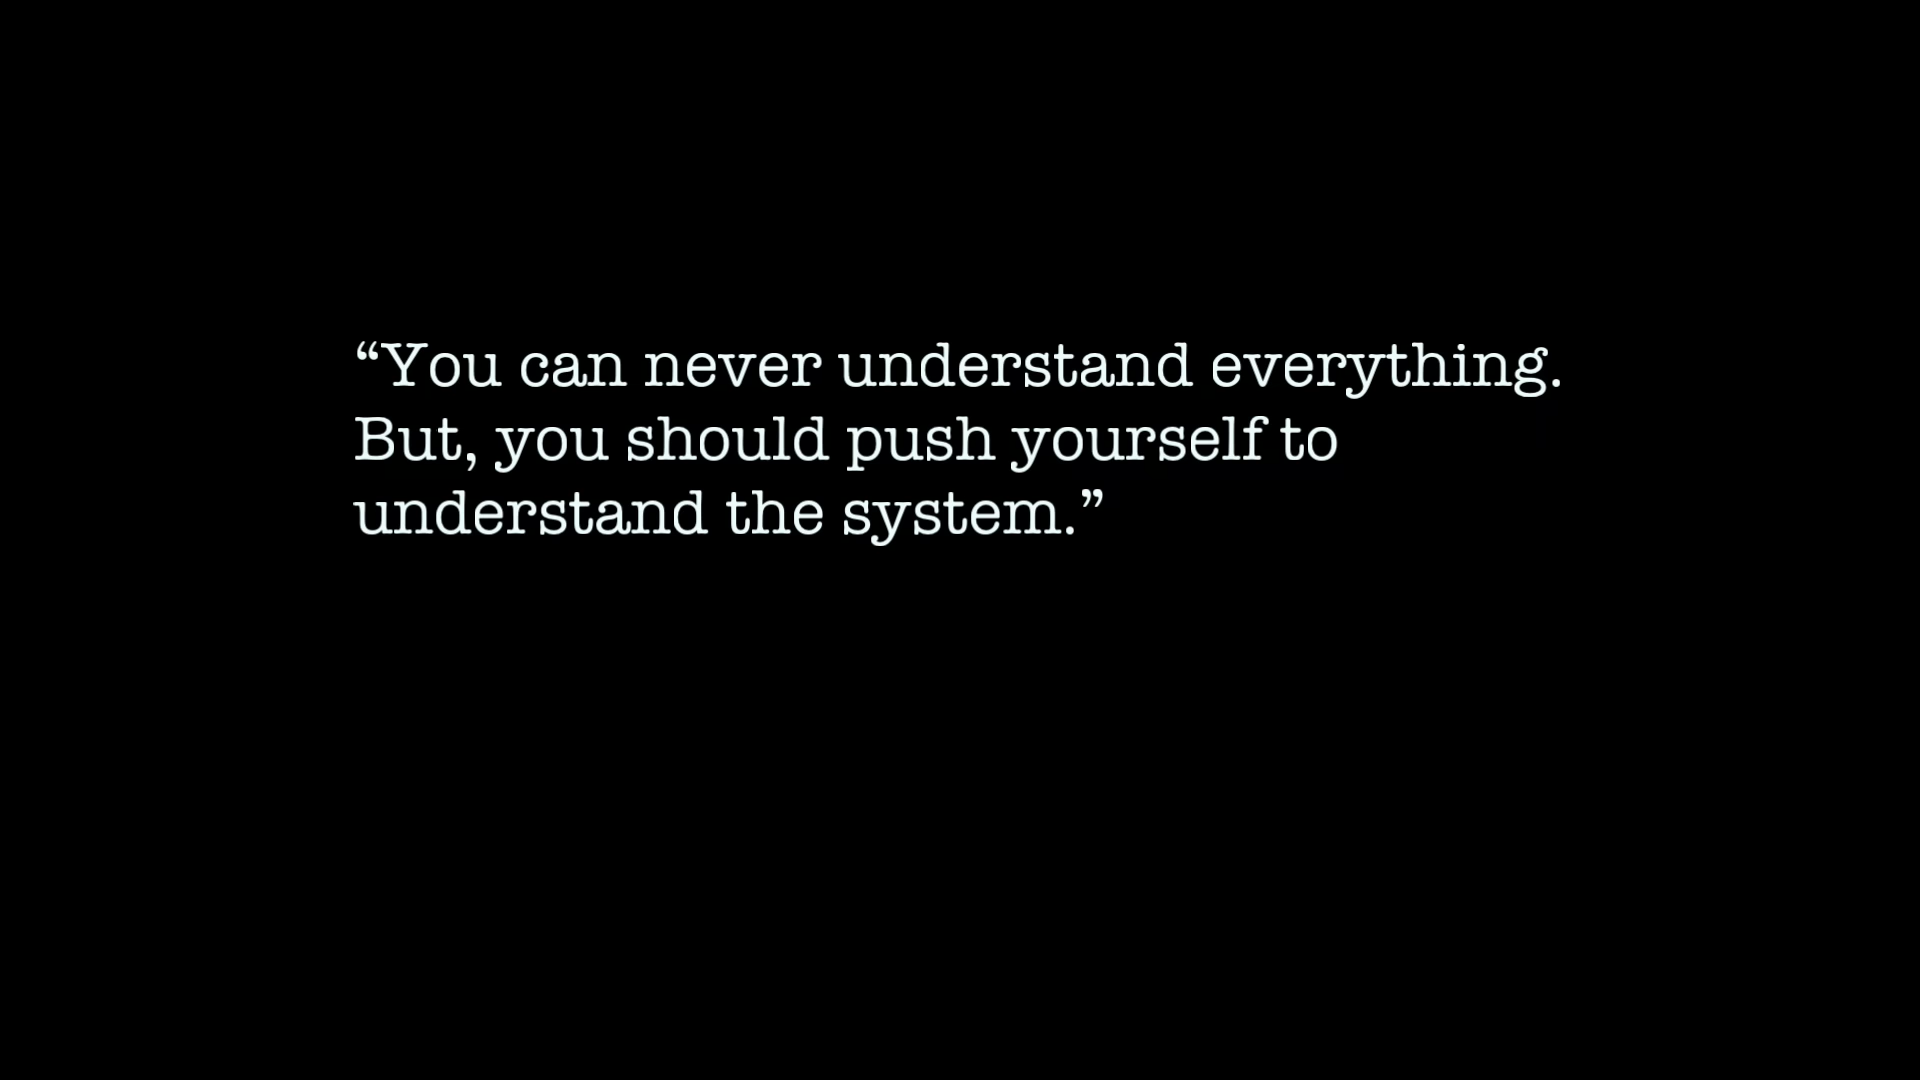 “You can never understand everything.
But, you should push yourself to
understand the system.”